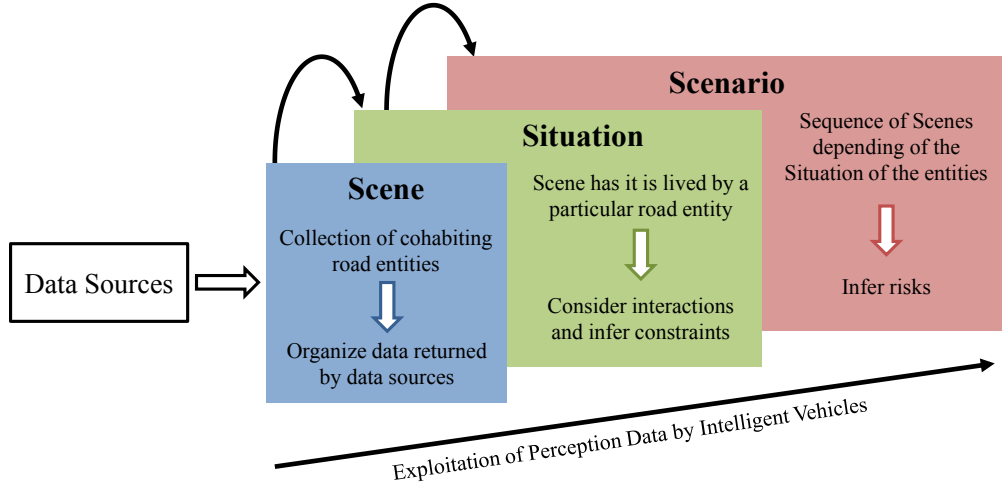 Data Sources
Scene
Collection of cohabiting
road entities
Organize data returned
by data sources
Situation
Scene has it is lived by a
particular road entity
Consider interactions
and infer constraints
Scenario
Sequence of Scenes
depending of the
Situation of the entities
Infer risks
Exploitation of Perception Data by Intelligent Vehicles